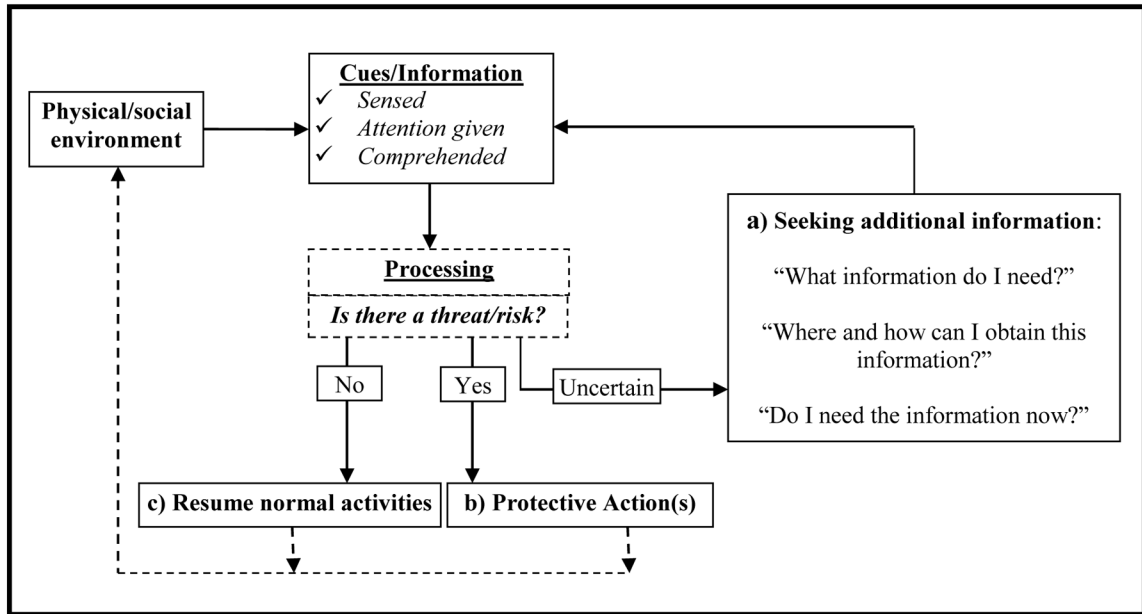 Cues/Information
✓ Sensed
✓ Attention given
✓ Comprehended
Physical/social
environment
a) Seeking additional information:
“What information do I need?”
“Where and how can I obtain this
information?”
“Do I need the information now?”
Processing
Is there a threat/risk?
No
Yes
Uncertain
c) Resume normal activities
b) Protective Action(s)